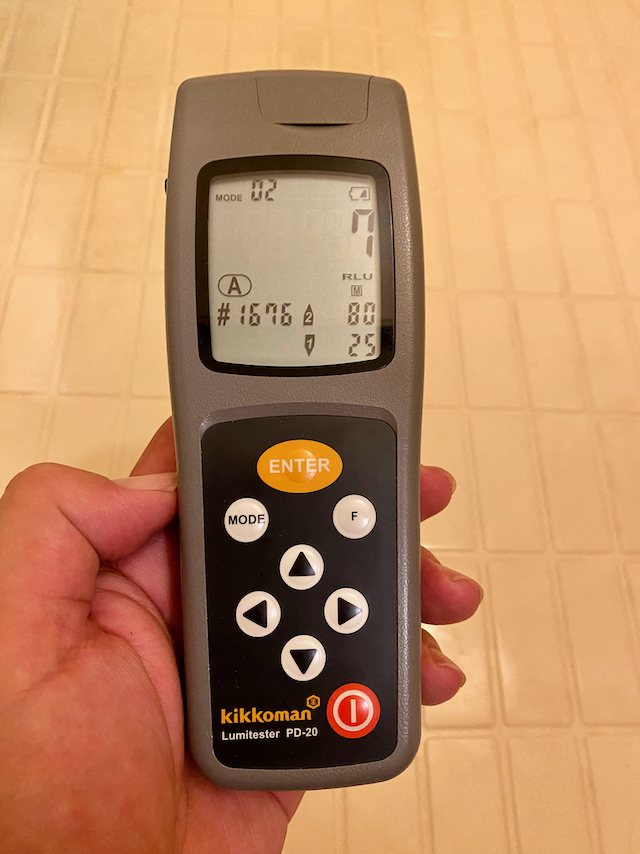 MODE 02
7
RLU
A M
#1676 2 80
1 25
ENTER
MODE F
kikkoman
Lumitester PD-20